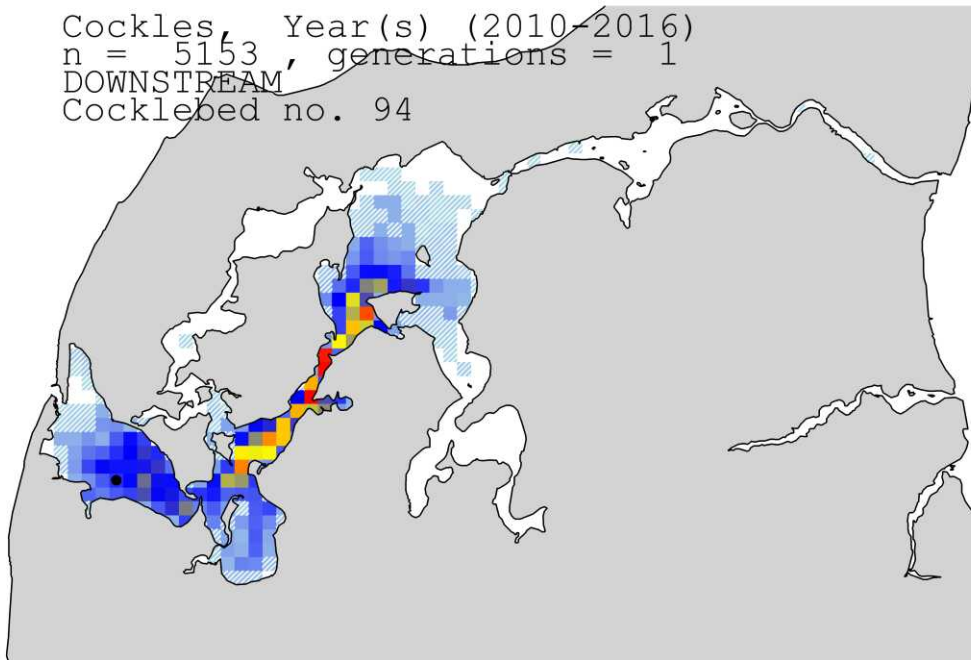 Cockles, Year(s) (2010-2016)
n = 5153 , generations = 1
DOWNSTREAM
Cocklebed no. 94